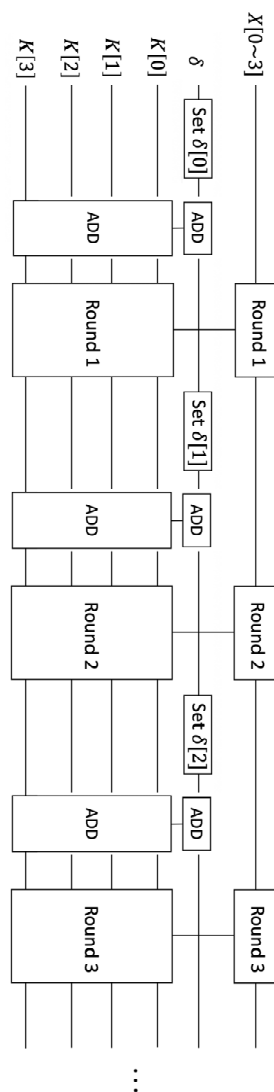 X[0~3]
δ
K[0]
K[1]
K[2]
K[3]
Set δ[0]
ADD
ADD
Round 1
Round 1
Set δ[1]
ADD
ADD
Round 2
Round 2
Set δ[2]
ADD
ADD
Round 3
Round 3
...